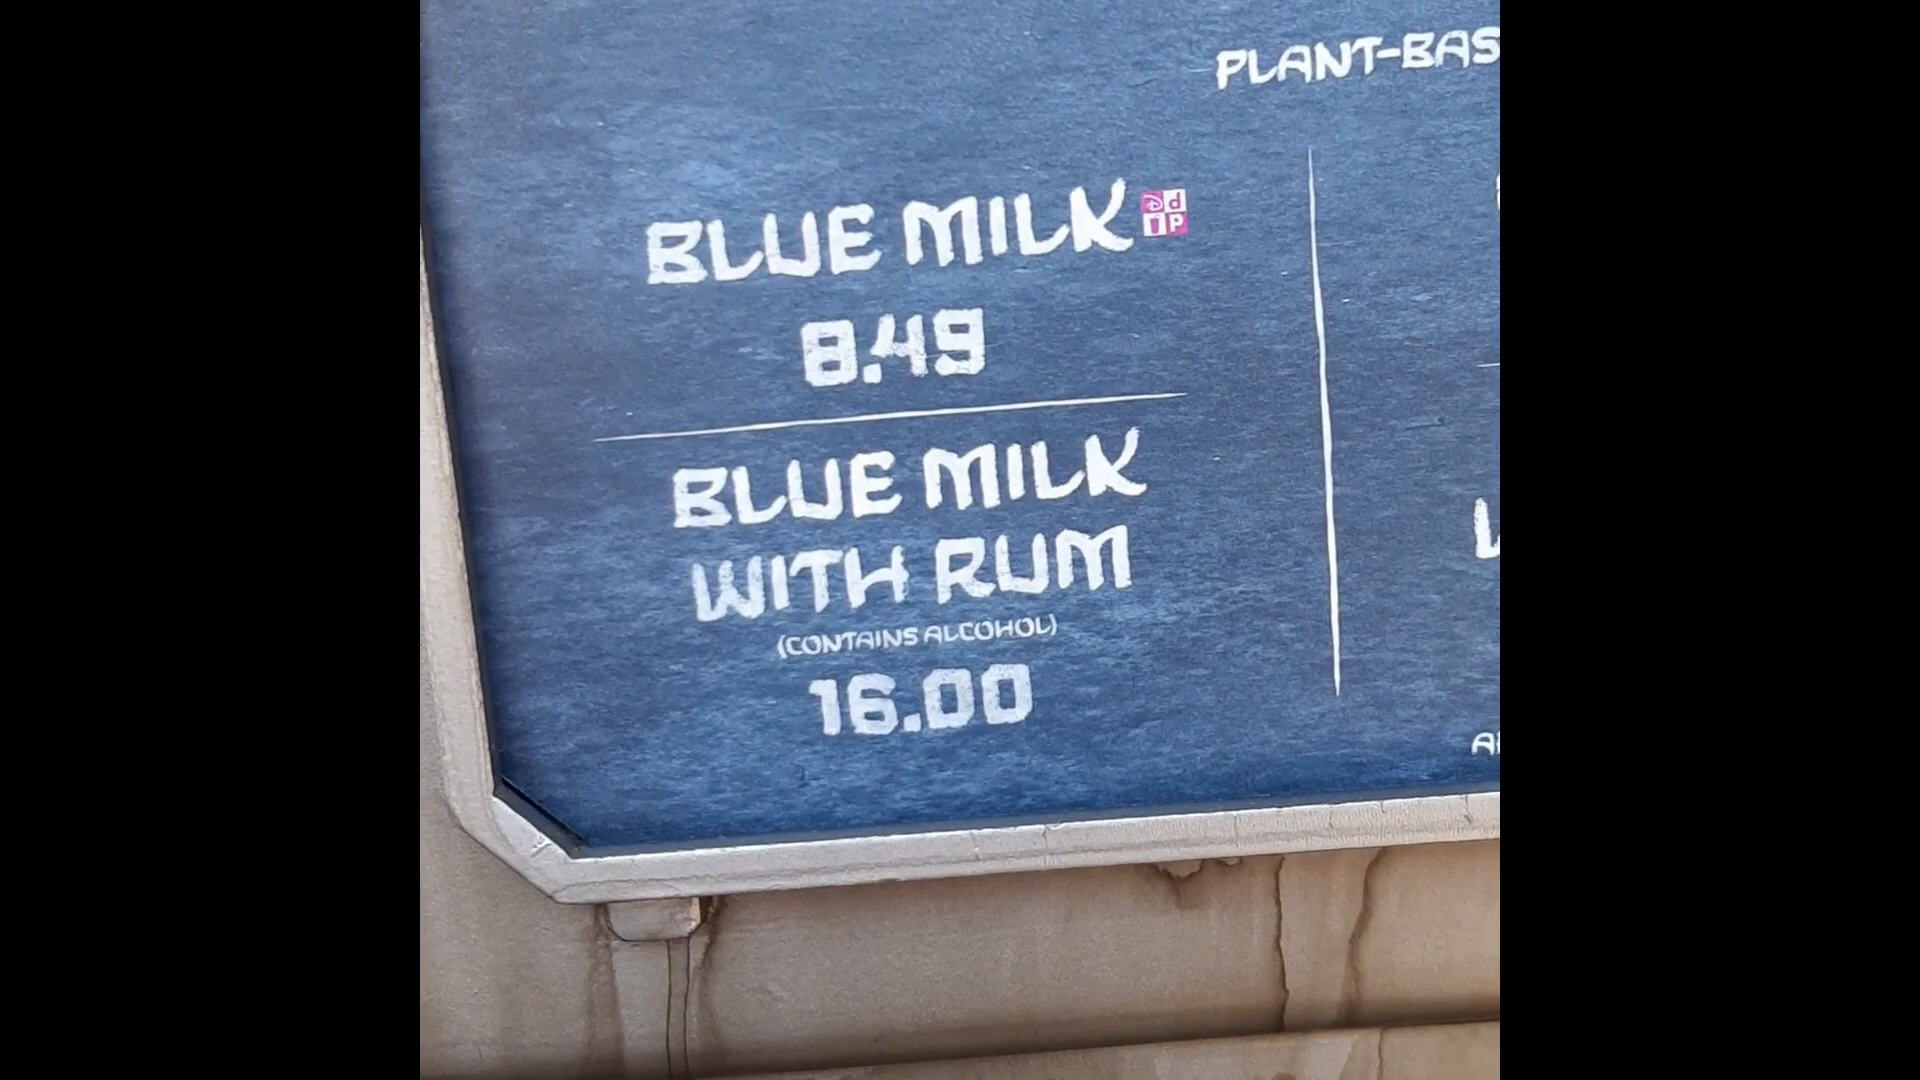 PLANT-BAS
BLUE MILK
8.49
BLUE MILK
WITH RUM
(CONTAINS ALCOHOL)
16.00